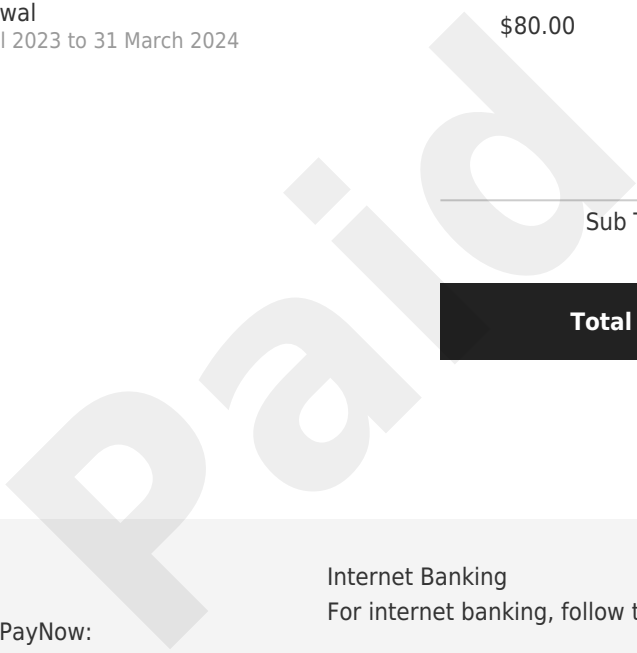 wal
l 2023 to 31 March 2024
$80.00
Sub
Total
Paid
Internet Banking
For internet banking, follow
PayNow: